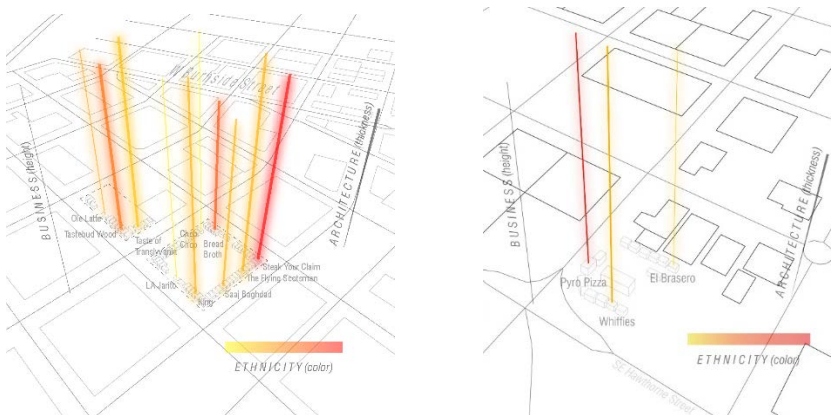 W Burnside Street
BUSINESS (height)
ARCHITECTURE (thickness)
Ole Latte
Tastebud Wood
Taste of
Transylvania
Bread
Broth
Steak Your Claim
The Flying Scotsman
Saaj Baghdad
LA Jarito
ETHNICITY (color)
BUSINESS (height)
ARCHITECTURE (thickness)
Pyro Pizza
El Brasero
Whiffies
ETHNICITY (color)
SE Hawthorne Street